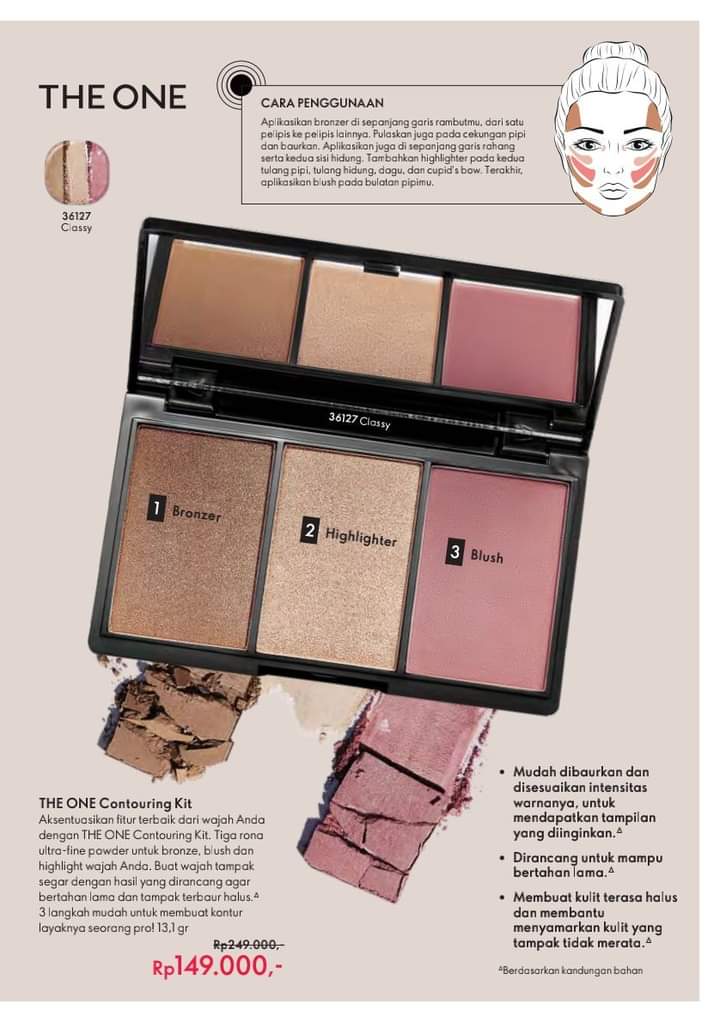 THE ONE
CARA PENGGUNAAN
Aplikasikan bronzer di sepanjang garis rambutmu, dari satu
pelipis ke pelipis lainnya. Pulaskan juga pada cekungan pipi
dan baurkan. Aplikasikan juga di sepanjang garis rahang
serta kedua sisi hidung. Tambahkan highlighter pada kedua
tulang pipi, tulang hidung, dagu, dan cupid's bow. Terakhir,
aplikasikan blush pada bulatan pipimu.
36127
Classy
36127 Classy
1 Bronzer
2 Highlighter
3 Blush
THE ONE Contouring Kit
Aksentuasikan fitur terbaik dari wajah Anda
dengan THE ONE Contouring Kit. Tiga rona
ultra-fine powder untuk bronze, blush dan
highlight wajah Anda. Buat wajah tampak
segar dengan hasil yang dirancang agar
bertahan lama dan tampak terbaur halus.∆
3 langkah mudah untuk membuat kontur
layaknya seorang pro! 13,1 gr
Rp249.000,-
Rp149.000,-
• Mudah dibaurkan dan
disesuaikan intensitas
warnanya, untuk
mendapatkan tampilan
yang diinginkan.∆
• Dirancang untuk mampu
bertahan lama.∆
• Membuat kulit terasa halus
dan membantu
menyamarkan kulit yang
tampak tidak merata.∆
∆Berdasarkan kandungan bahan